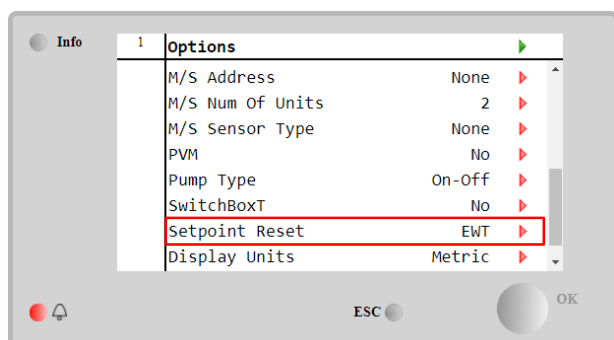 Info
1 Options
M/S Address None
M/S Num Of Units 2
M/S Sensor Type None
PVM No
Pump Type On-Off
SwitchBoxT No
Setpoint Reset EWT
Display Units Metric
ESC
OK